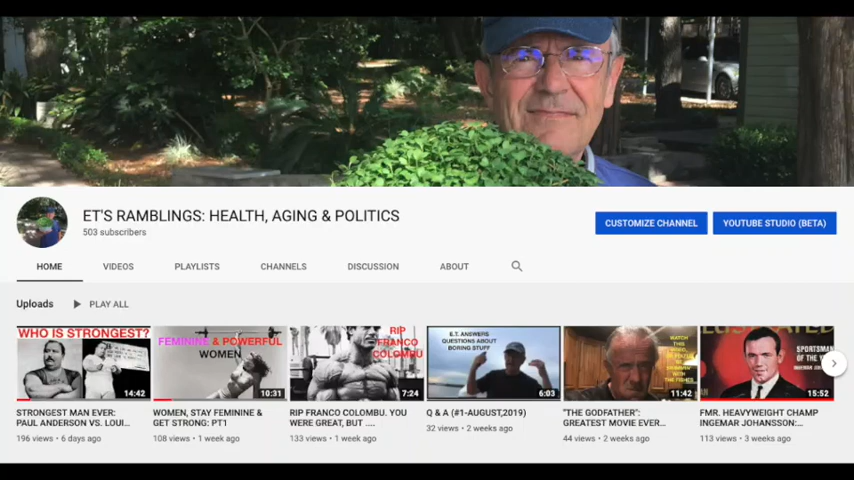 ET'S RAMBLINGS: HEALTH, AGING & POLITICS
503 subscribers
CUSTOMIZE CHANNEL
YOUTUBE STUDIO (BETA)
HOME VIDEOS PLAYLISTS CHANNELS DISCUSSION ABOUT
Uploads PLAY ALL
WHO IS STRONGEST?
14:42
STRONGEST MAN EVER:
PAUL ANDERSON VS. LOUI...
196 views • 6 days ago
FEMININE & POWERFUL
WOMEN
10:31
WOMEN, STAY FEMININE &
GET STRONG: PT1
108 views • 1 week ago
RIP
FRANCO
COLOMBU
7:24
RIP FRANCO COLOMBU. YOU
WERE GREAT, BUT ....
133 views • 1 week ago
E.T. ANSWERS
QUESTIONS ABOUT
BORING STUFF
6:03
Q & A (#1-AUGUST,2019)
32 views • 2 weeks ago
WATCH
THIS
11:42
"THE GODFATHER":
GREATEST MOVIE EVER...
44 views • 2 weeks ago
SPORTSMAN
OF THE
15:52
FMR. HEAVYWEIGHT CHAMP
INGEMAR JOHANSSON:...
113 views • 3 weeks ago